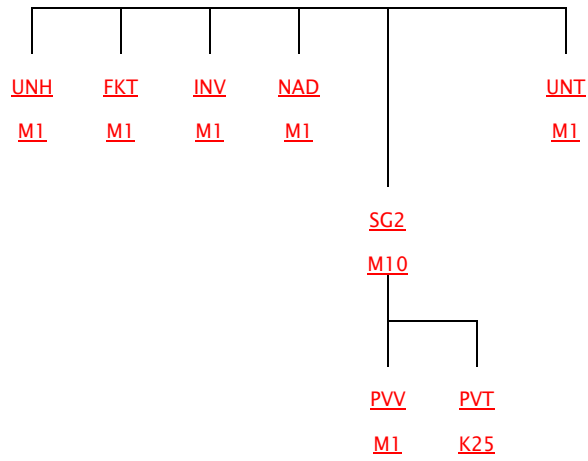 UNH FKT INV NAD UNT
M1 M1 M1 M1 M1
SG2
M10
PVV PVT
M1 K25